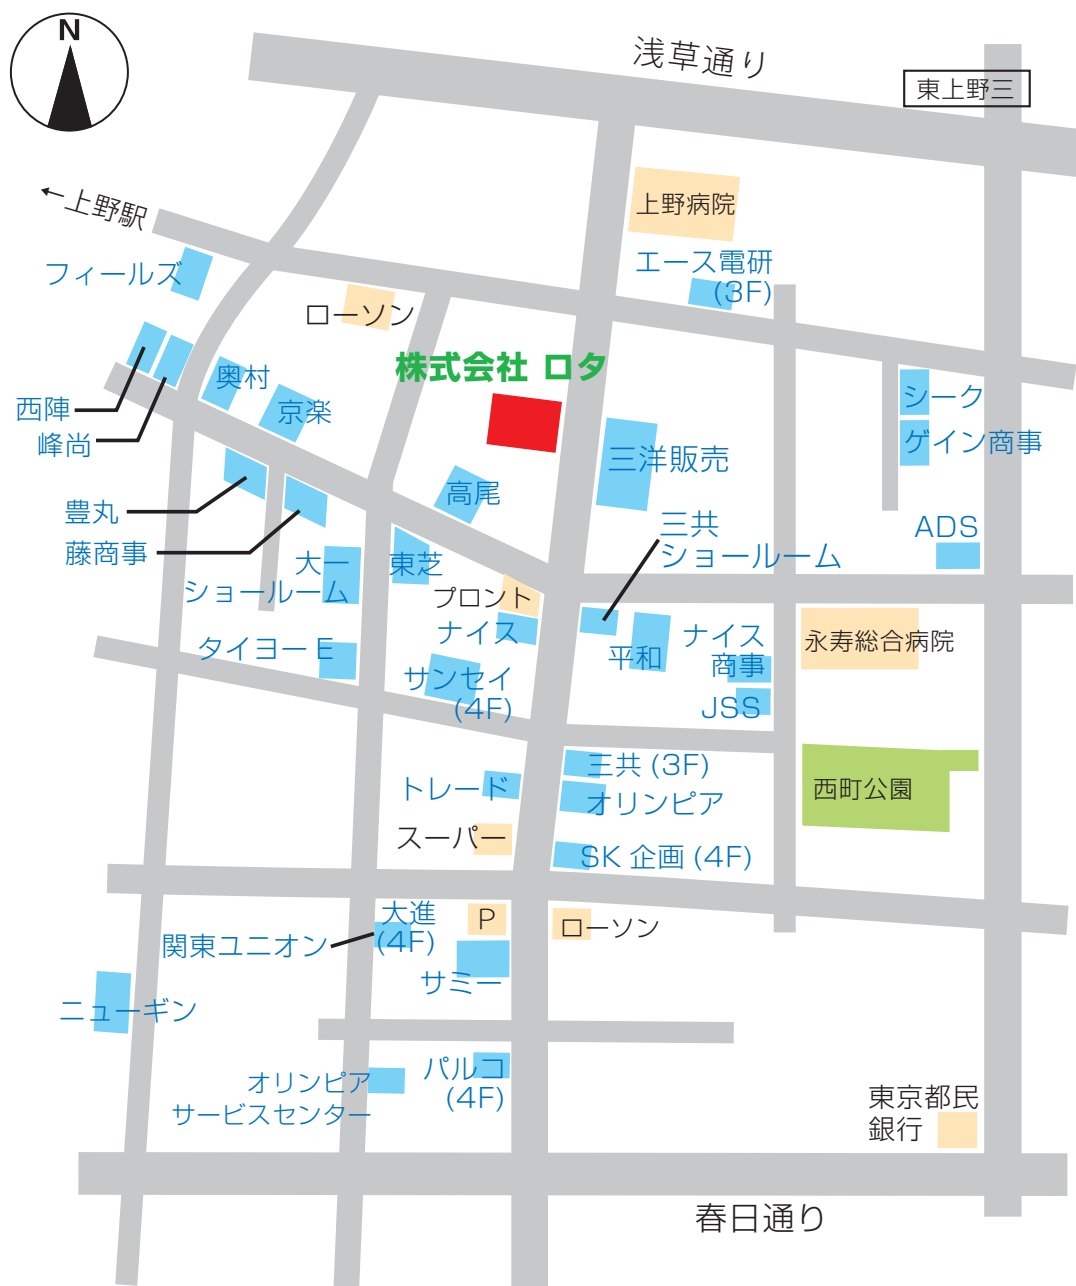 N
浅草通り
東上野三
←上野駅
上野病院
フィールズ
エース電研
(3F)
ローソン
株式会社 ロタ
奥村
京楽
西陣
峰尚
シーク
ゲイン商事
三洋販売
高尾
豊丸
藤商事
三共
ショールーム
ADS
大一
ショールーム
東芝
プロント
ナイス
タイヨーE
サンセイ
(4F)
平和
ナイス
商事
JSS
永寿総合病院
三共 (3F)
オリンピア
トレード
西町公園
スーパー
SK 企画 (4F)
大進
(4F)
P
ローソン
関東ユニオン
サミー
ニューギン
パルコ
(4F)
オリンピア
サービスセンター
東京都民
銀行
春日通り